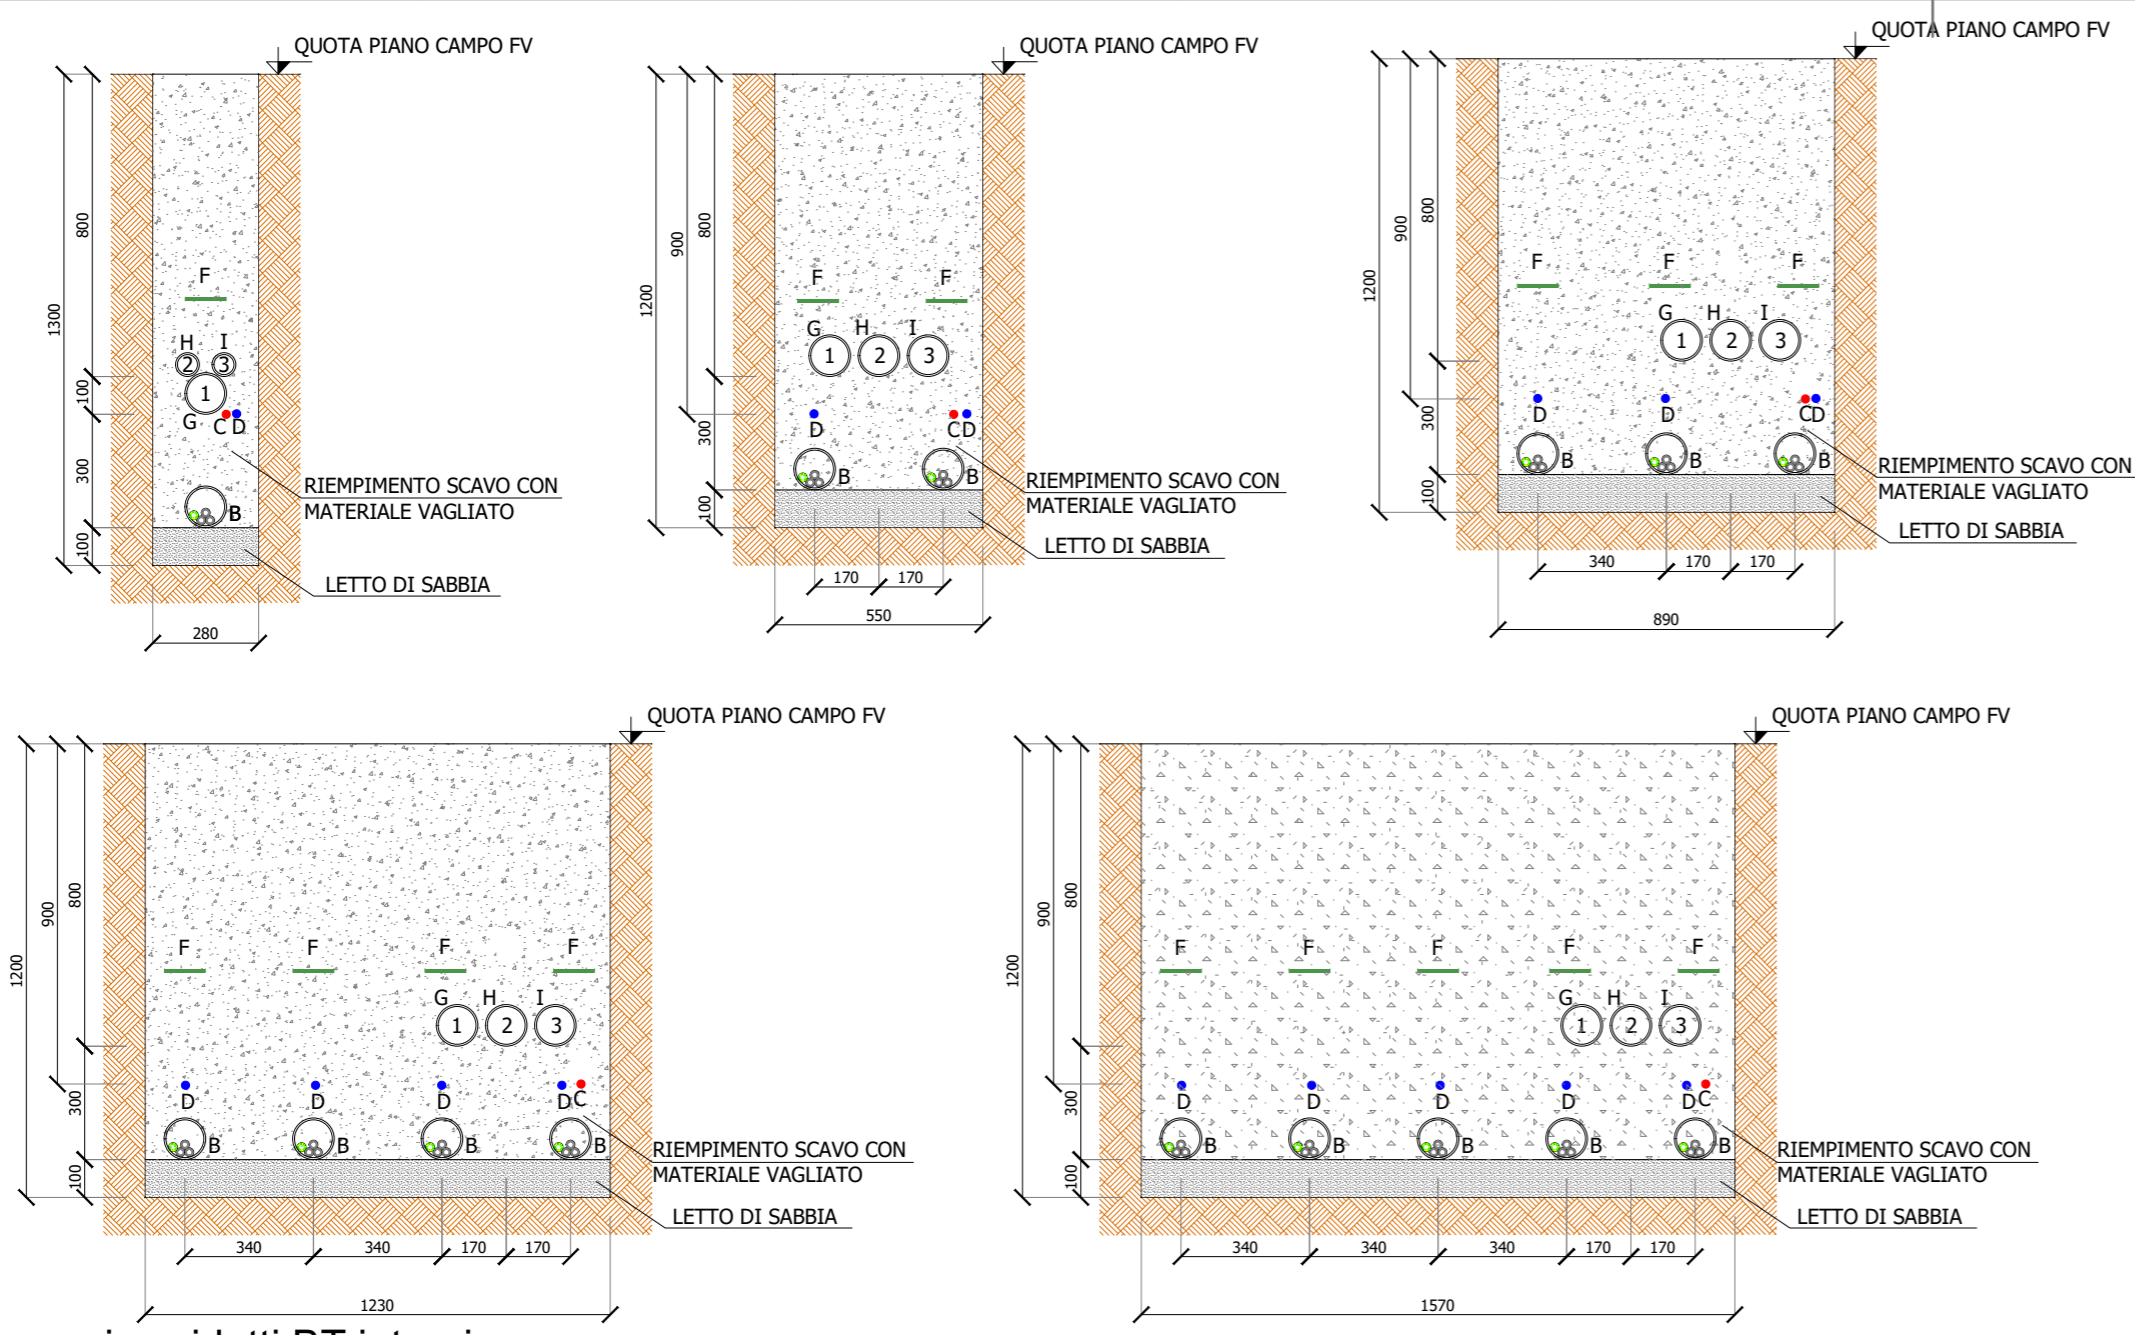 QUOTA PIANO CAMPO FV
800
1300
100
300
100
F
H I
2 3
1
G C D
B
RIEMPIMENTO SCAVO CON
MATERIALE VAGLIATO
LETTO DI SABBIA
280
QUOTA PIANO CAMPO FV
800
900
1200
300
100
F F
G H I
1 2 3
D C D
B B
RIEMPIMENTO SCAVO CON
MATERIALE VAGLIATO
LETTO DI SABBIA
170 170
550
QUOTA PIANO CAMPO FV
800
900
1200
300
100
F F F
G H I
1 2 3
D D C D
B B B
RIEMPIMENTO SCAVO CON
MATERIALE VAGLIATO
LETTO DI SABBIA
340 170 170
890
QUOTA PIANO CAMPO FV
800
900
1200
300
100
F F F F
G H I
1 2 3
D D D D C
B B B B
RIEMPIMENTO SCAVO CON
MATERIALE VAGLIATO
LETTO DI SABBIA
340 340 170 170
1230
QUOTA PIANO CAMPO FV
800
900
1200
300
100
F F F F F
G H I
1 2 3
D D D D D C
B B B B B
RIEMPIMENTO SCAVO CON
MATERIALE VAGLIATO
LETTO DI SABBIA
340 340 340 170 170
1570